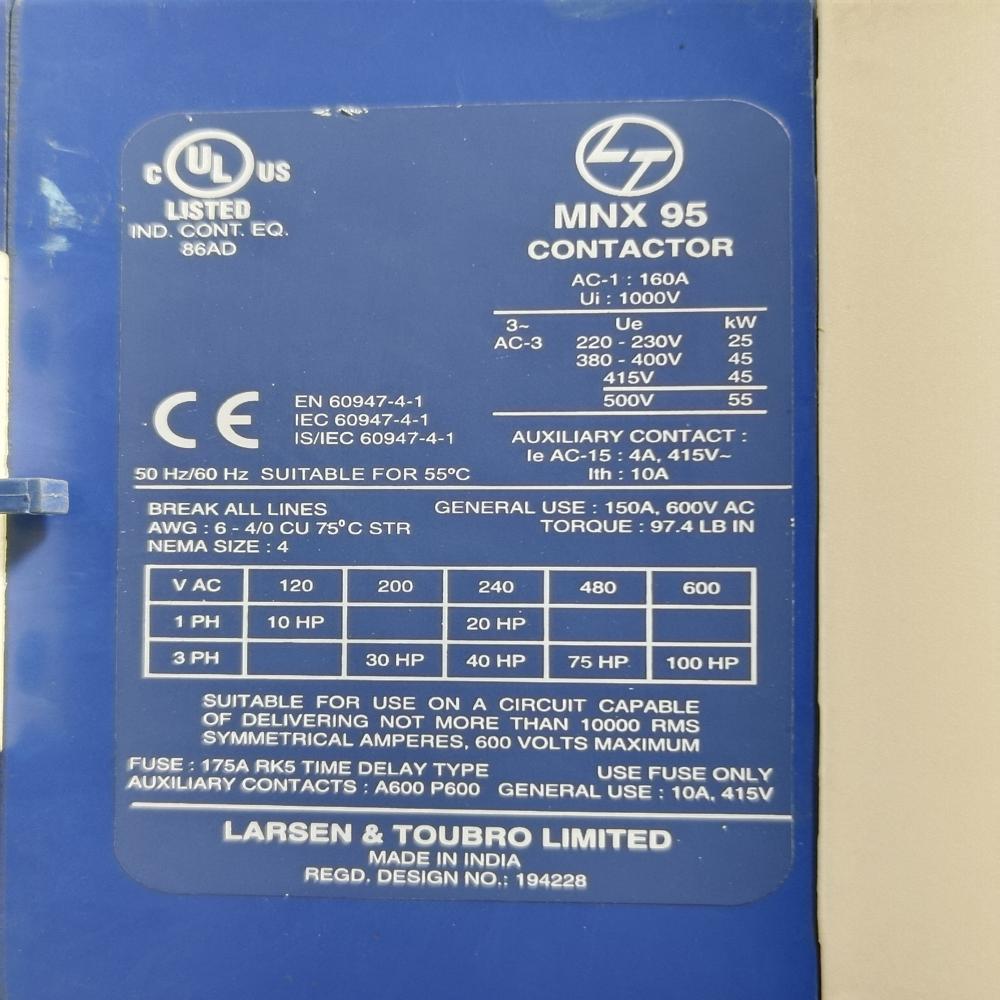 C UL US
LISTED
IND. CONT. EQ.
86AD
LT
MNX 95
CONTACTOR
AC-1 : 160A
Ui : 1000V
3~ Ue kW
AC-3 220 - 230V 25
380 - 400V 45
415V 45
500V 55
CE
EN 60947-4-1
IEC 60947-4-1
IS/IEC 60947-4-1
AUXILIARY CONTACT :
Ie AC-15 : 4A, 415V~
Ith : 10A
50 Hz/60 Hz SUITABLE FOR 55ºC
BREAK ALL LINES GENERAL USE : 150A, 600V AC
AWG : 6 - 4/0 CU 75⁰C STR TORQUE : 97.4 LB IN
NEMA SIZE : 4
V AC 120 200 240 480 600
1 PH 10 HP 20 HP
3 PH 30 HP 40 HP 75 HP 100 HP
SUITABLE FOR USE ON A CIRCUIT CAPABLE
OF DELIVERING NOT MORE THAN 10000 RMS
SYMMETRICAL AMPERES, 600 VOLTS MAXIMUM
FUSE : 175A RK5 TIME DELAY TYPE USE FUSE ONLY
AUXILIARY CONTACTS : A600 P600 GENERAL USE : 10A, 415V
LARSEN & TOUBRO LIMITED
MADE IN INDIA
REGD. DESIGN NO.: 194228